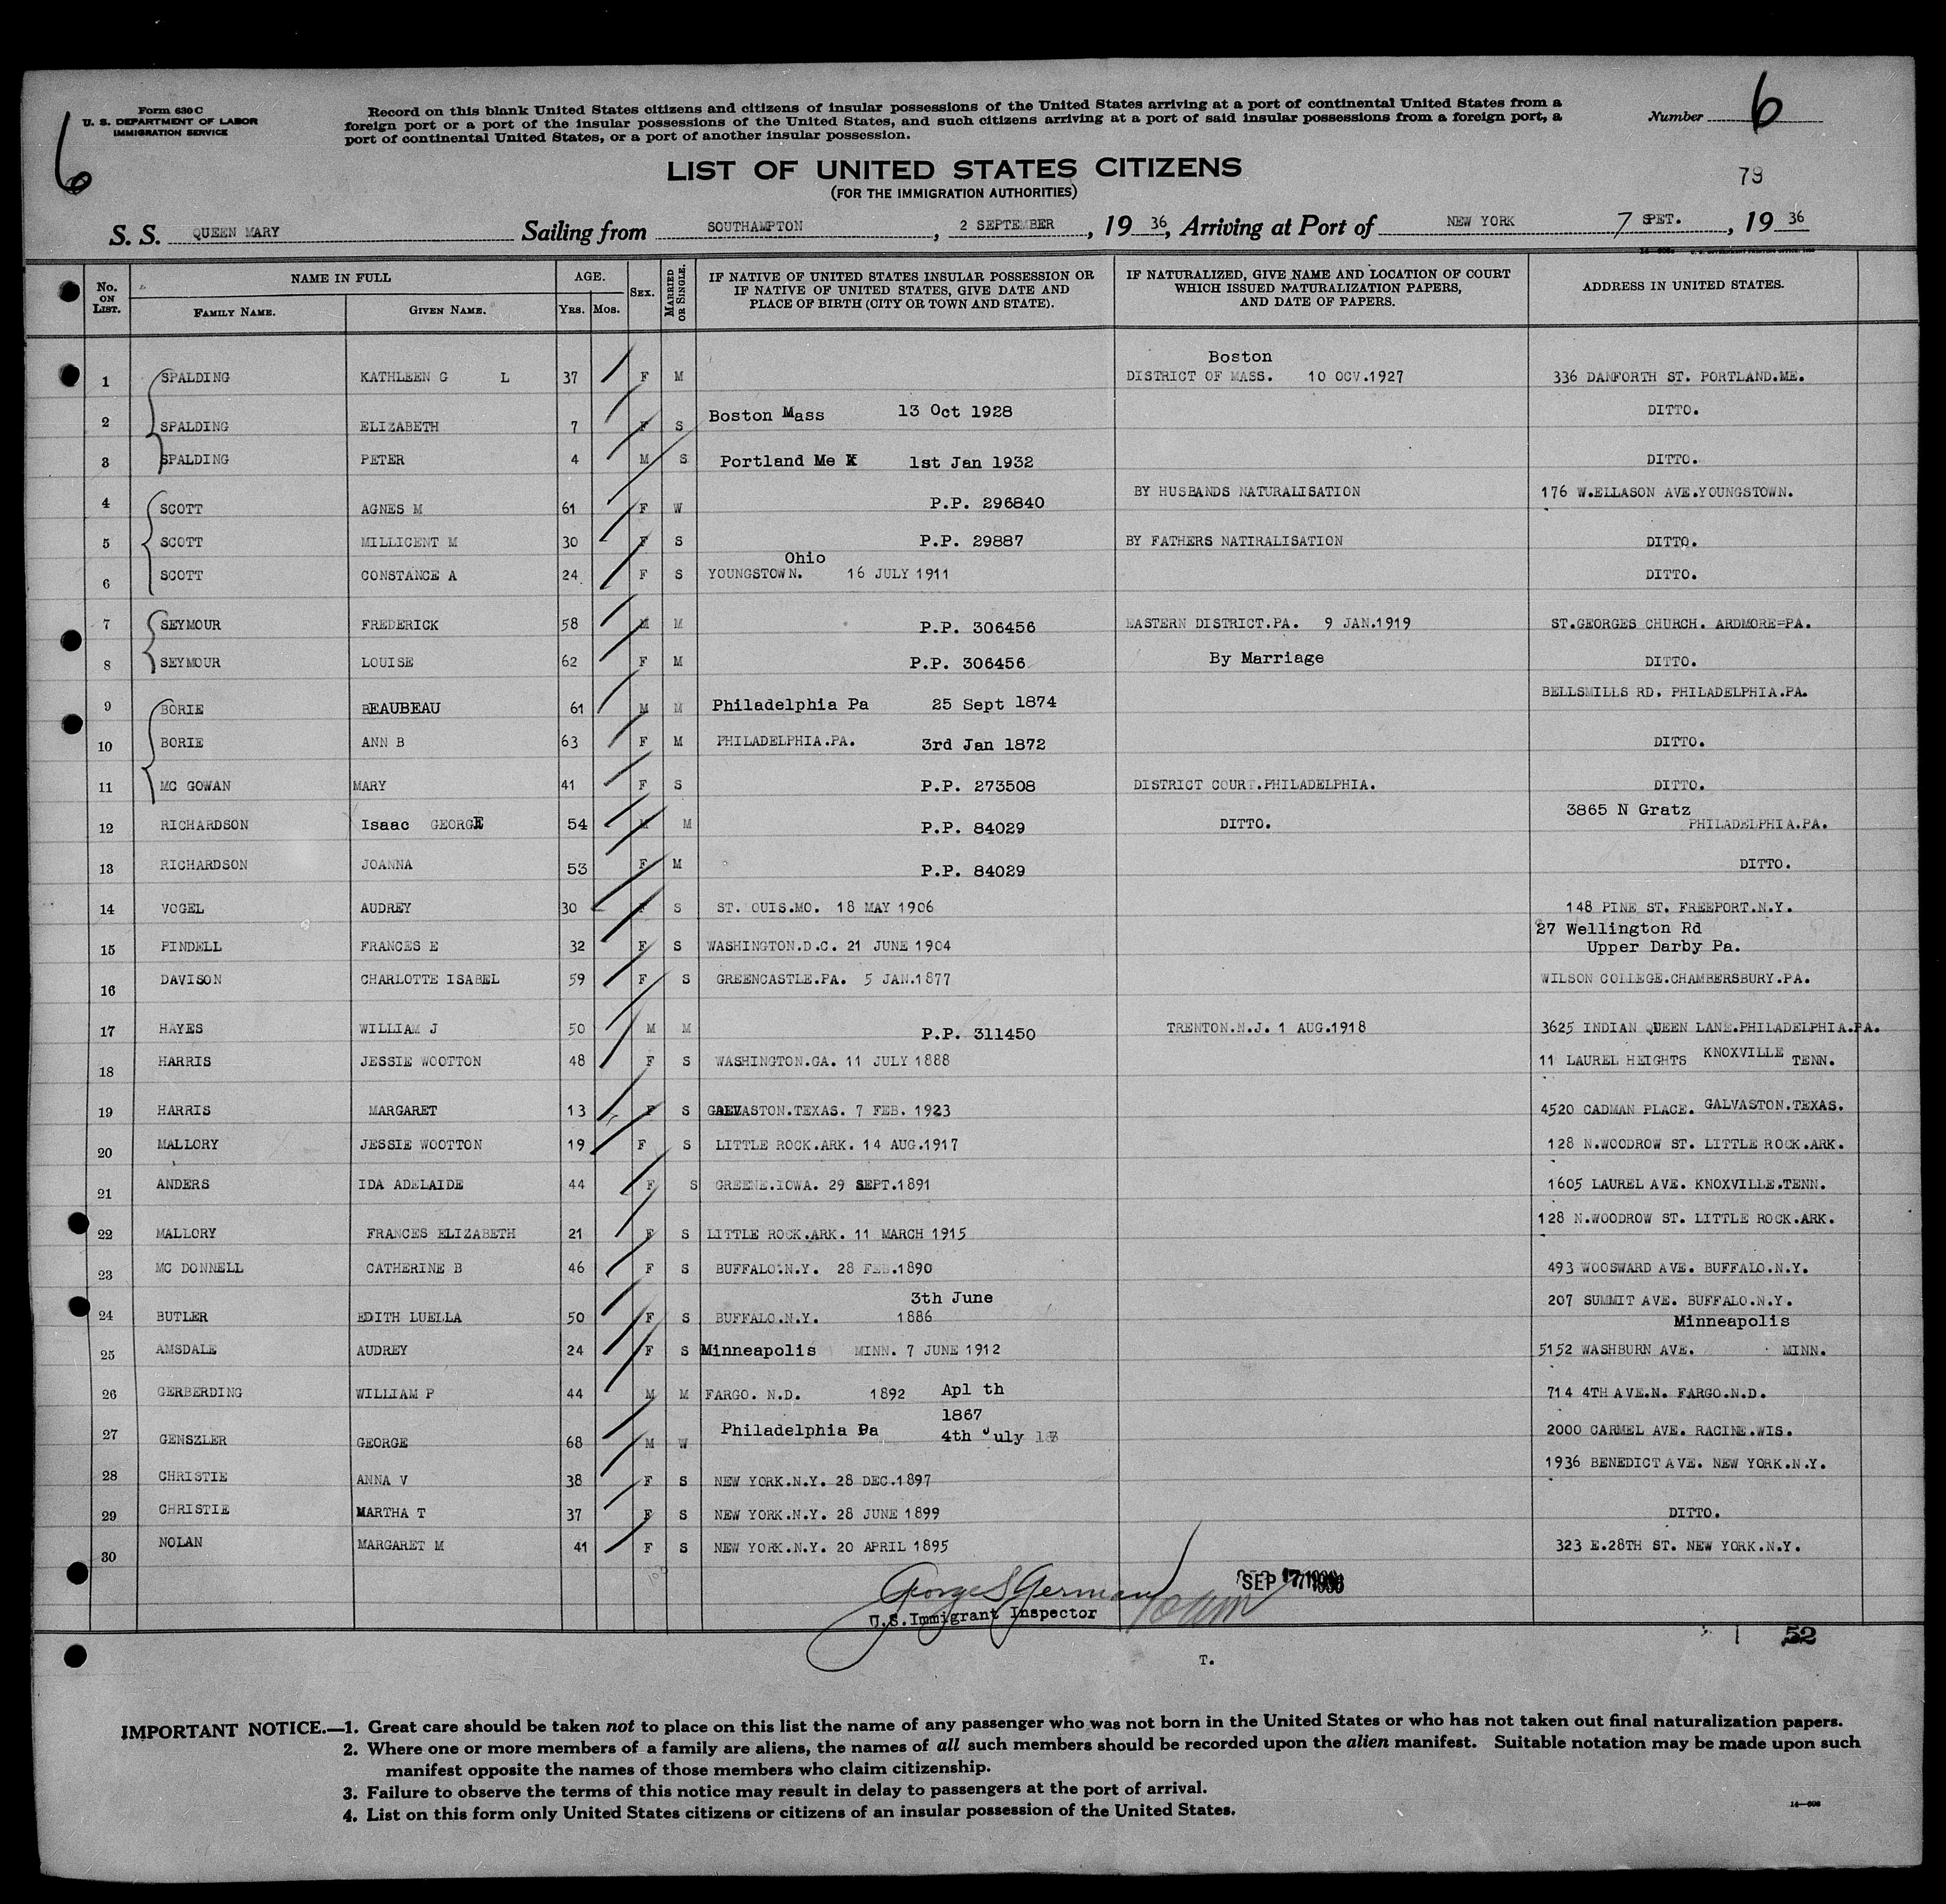 Form 630 C
U. S. DEPARTMENT OF LABOR
IMMIGRATION SERVICE
Record on this blank United States citizens and citizens of insular possessions of the United States arriving at a port of continental United States from a
foreign port or a port of the insular possessions of the United States, and such citizens arriving at a port of said insular possessions from a foreign port, a
port of continental United States, or a port of another insular possession.
Number 6
6
79
LIST OF UNITED STATES CITIZENS
(FOR THE IMMIGRATION AUTHORITIES)
S. S. QUEEN MARY Sailing from SOUTHAMPTON, 2 SEPTEMBER, 19 36, Arriving at Port of NEW YORK 7 SPET., 19 36
No. ON LIST. NAME IN FULL FAMILY NAME. GIVEN NAME. AGE. YRS. MOS. SEX. MARRIED OR SINGLE. IF NATIVE OF UNITED STATES INSULAR POSSESSION OR IF NATIVE OF UNITED STATES, GIVE DATE AND PLACE OF BIRTH (CITY OR TOWN AND STATE). IF NATURALIZED, GIVE NAME AND LOCATION OF COURT WHICH ISSUED NATURALIZATION PAPERS, AND DATE OF PAPERS. ADDRESS IN UNITED STATES.
1 SPALDING KATHLEEN G L 37 F M Boston DISTRICT OF MASS. 10 OCV.1927 336 DANFORTH ST. PORTLAND.ME.
2 SPALDING ELIZABETH 7 F S Boston Mass 13 Oct 1928 DITTO.
3 SPALDING PETER 4 M S Portland Me 1st Jan 1932 DITTO.
4 SCOTT AGNES M 61 F W P.P. 296840 BY HUSBANDS NATURALISATION 176 W.ELLASON AVE.YOUNGSTOWN.
5 SCOTT MILLICENT M 30 F S P.P. 29887 BY FATHERS NATIRALISATION DITTO.
6 SCOTT CONSTANCE A 24 F S YOUNGSTOWN. Ohio 16 JULY 1911 DITTO.
7 SEYMOUR FREDERICK 58 M M P.P. 306456 EASTERN DISTRICT.PA. 9 JAN.1919 ST.GEORGES CHURCH. ARDMORE=PA.
8 SEYMOUR LOUISE 62 F M P.P. 306456 By Marriage DITTO.
9 BORIE BEAUBEAU 61 M M Philadelphia Pa 25 Sept 1874 BELLSMILLS RD. PHILADELPHIA.PA.
10 BORIE ANN B 63 F M PHILADELPHIA.PA. 3rd Jan 1872 DITTO.
11 MC GOWAN MARY 41 F S P.P. 273508 DISTRICT COURT.PHILADELPHIA. DITTO.
12 RICHARDSON Isaac GEORGE 54 M M P.P. 84029 DITTO. 3865 N Gratz PHILADELPHIA.PA.
13 RICHARDSON JOANNA 53 F M P.P. 84029 DITTO.
14 VOGEL AUDREY 30 F S ST. OUIS.MO. 18 MAY 1906 148 PINE ST. FREEPORT.N.Y.
15 PINDELL FRANCES E 32 F S WASHINGTON.D.C. 21 JUNE 1904 27 Wellington Rd Upper Darby Pa.
16 DAVISON CHARLOTTE ISABEL 59 F S GREENCASTLE.PA. 5 JAN.1877 WILSON COLLEGE.CHAMBERSBURY.PA.
17 HAYES WILLIAM J 50 M M P.P. 311450 TRENTON.N.J. 1 AUG.1918 3625 INDIAN QUEEN LANE.PHILADELPHIA.PA.
18 HARRIS JESSIE WOOTTON 48 F S WASHINGTON.GA. 11 JULY 1888 11 LAUREL HEIGHTS KNOXVILLE TENN.
19 HARRIS MARGARET 13 F S GALVASTON.TEXAS. 7 FEB. 1923 4520 CADMAN PLACE. GALVASTON.TEXAS.
20 MALLORY JESSIE WOOTTON 19 F S LITTLE ROCK.ARK. 14 AUG.1917 128 N.WOODROW ST. LITTLE ROCK.ARK.
21 ANDERS IDA ADELAIDE 44 F S GREENE.IOWA. 29 SEPT.1891 1605 LAUREL AVE. KNOXVILLE.TENN.
22 MALLORY FRANCES ELIZABETH 21 F S LITTLE ROCK.ARK. 11 MARCH 1915 128 N.WOODROW ST. LITTLE ROCK.ARK.
23 MC DONNELL CATHERINE B 46 F S BUFFALO.N.Y. 28 FEB.1890 493 WOOSWARD AVE. BUFFALO.N.Y.
24 BUTLER EDITH LUELLA 50 F S BUFFALO.N.Y. 3th June 1886 207 SUMMIT AVE. BUFFALO.N.Y.
25 AMSDALE AUDREY 24 F S Minneapolis MINN. 7 JUNE 1912 5152 WASHBURN AVE. Minneapolis MINN.
26 GERBERDING WILLIAM P 44 M M FARGO. N.D. 1892 Apl th 714 4TH AVE.N. FARGO.N.D.
27 GENSZLER GEORGE 68 M W Philadelphia Pa 1867 4th July 2000 CARMEL AVE. RACINE.WIS.
28 CHRISTIE ANNA V 38 F S NEW YORK.N.Y. 28 DEC.1897 1936 BENEDICT AVE. NEW YORK.N.Y.
29 CHRISTIE MARTHA T 37 F S NEW YORK.N.Y. 28 JUNE 1899 DITTO.
30 NOLAN MARGARET M 41 F S NEW YORK.N.Y. 20 APRIL 1895 323 E.28TH ST. NEW YORK.N.Y.
George S German
U.S.Immigrant Inspector
SEP
52
T.
IMPORTANT NOTICE.—1. Great care should be taken not to place on this list the name of any passenger who was not born in the United States or who has not taken out final naturalization papers.
2. Where one or more members of a family are aliens, the names of all such members should be recorded upon the alien manifest. Suitable notation may be made upon such
manifest opposite the names of those members who claim citizenship.
3. Failure to observe the terms of this notice may result in delay to passengers at the port of arrival.
4. List on this form only United States citizens or citizens of an insular possession of the United States.